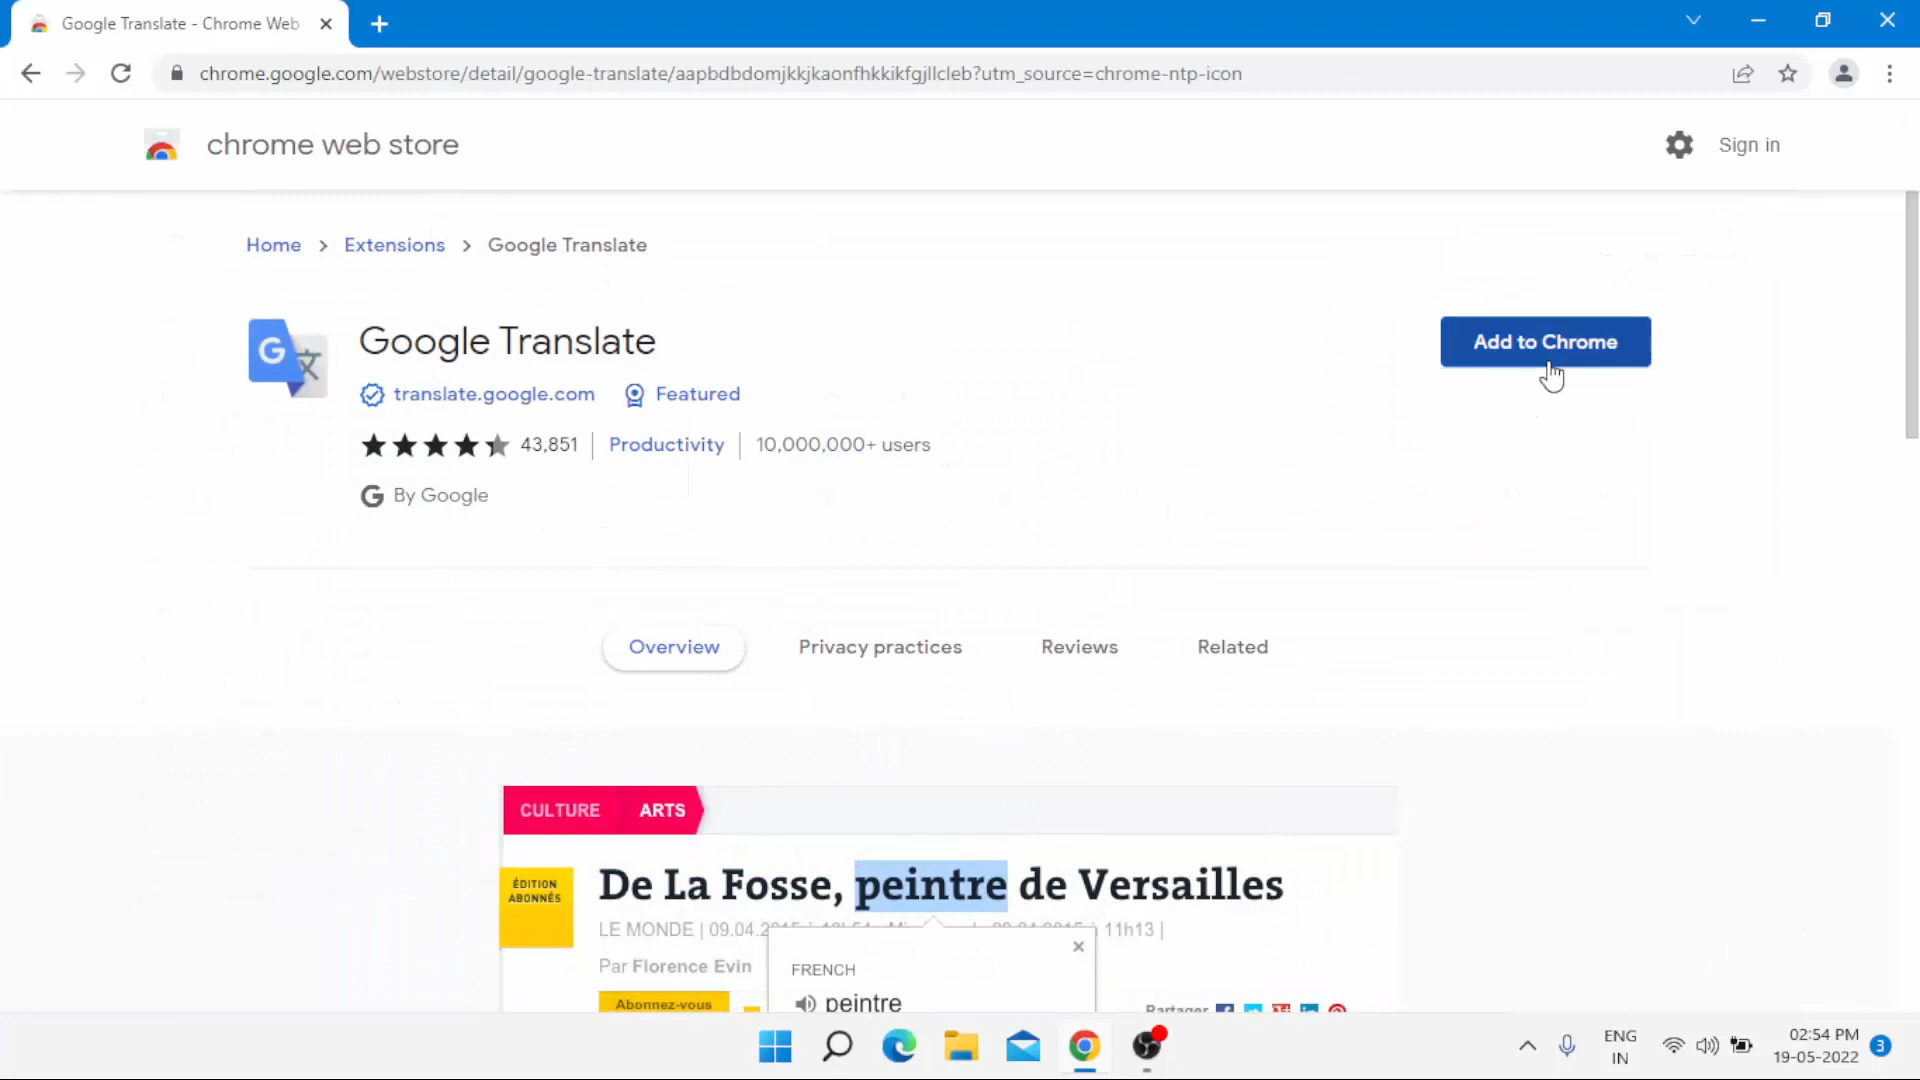 Google Translate - Chrome Web
chrome.google.com/webstore/detail/google-translate/aapbdbdomjkkjkaonfhkkikfgjllcleb?utm_source=chrome-ntp-icon
chrome web store
Sign in
Home > Extensions > Google Translate
Google Translate
Add to Chrome
translate.google.com Featured
43,851 Productivity 10,000,000+ users
By Google
Overview Privacy practices Reviews Related
CULTURE ARTS
ÉDITION
ABONNÉS
De La Fosse, peintre de Versailles
LE MONDE | 09.04.2015 11h13 |
Par Florence Evin
FRENCH
peintre
Abonnez-vous
Partager
ENG
IN
02:54 PM
19-05-2022
3